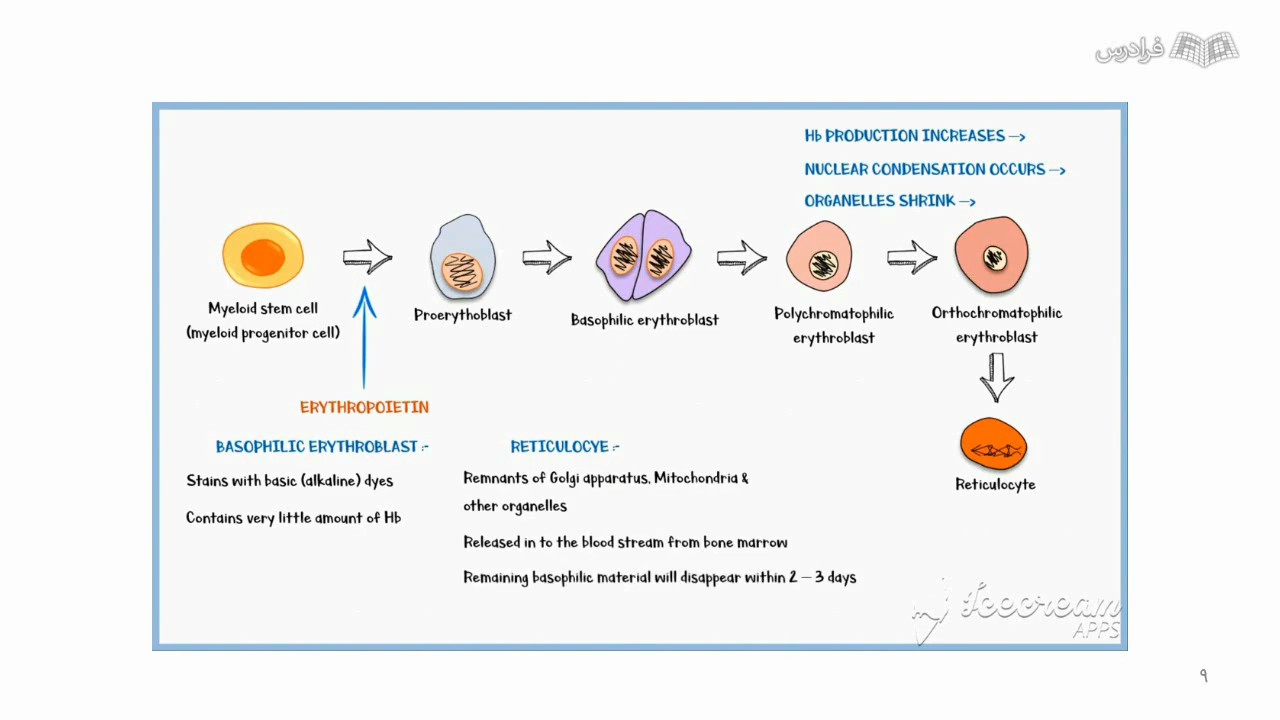 فرادرس
Hb PRODUCTION INCREASES →
NUCLEAR CONDENSATION OCCURS →
ORGANELLES SHRINK →
Myeloid stem cell
(myeloid progenitor cell)
Proerythoblast
Basophilic erythroblast
Polychromatophilic
erythroblast
Orthochromatophilic
erythroblast
ERYTHROPOIETIN
Reticulocyte
BASOPHILIC ERYTHROBLAST :-
Stains with basic (alkaline) dyes
Contains very little amount of Hb
RETICULOCYE :-
Remnants of Golgi apparatus, Mitochondria &
other organelles
Released in to the blood stream from bone marrow
Remaining basophilic material will disappear within 2 – 3 days
Icecream
APPS
۹